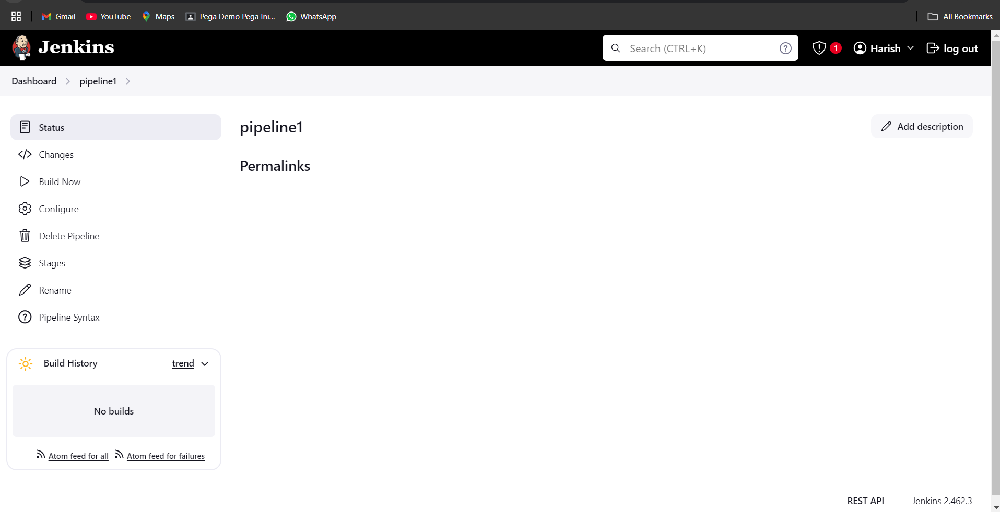 Gmail YouTube Maps Pega Demo Pega Ini... WhatsApp All Bookmarks
Jenkins Search (CTRL+K) ? 1 Harish log out
Dashboard pipeline1
Status
Changes
Build Now
Configure
Delete Pipeline
Stages
Rename
Pipeline Syntax
pipeline1
Add description
Permalinks
Build History trend
No builds
Atom feed for all Atom feed for failures
REST API Jenkins 2.462.3